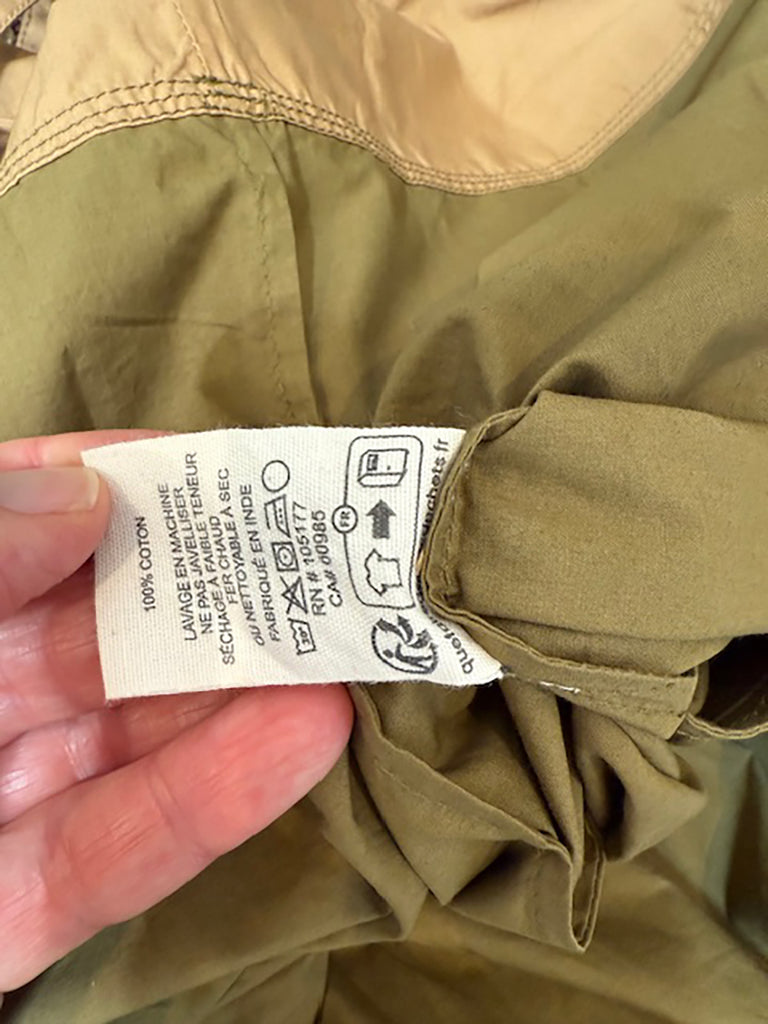 100% COTON
LAVAGE EN MACHINE
NE PAS JAVELLISER
SÉCHAGE À FAIBLE TENEUR
FER CHAUD
OU NETTOYABLE À SEC
FABRIQUÉ EN INDE
30°
RN # 105177
CA# 00985
FR